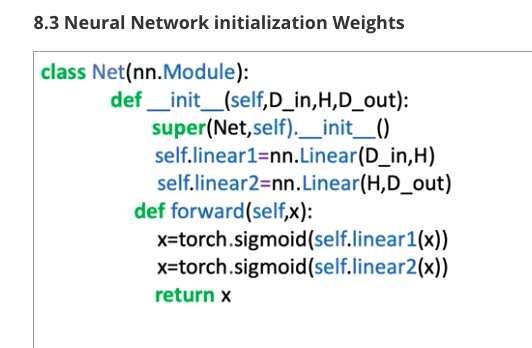 8.3 Neural Network initialization Weights
class Net(nn.Module):
def __init__(self,D_in,H,D_out):
super(Net,self).__init__()
self.linear1=nn.Linear(D_in,H)
self.linear2=nn.Linear(H,D_out)
def forward(self,x):
x=torch.sigmoid(self.linear1(x))
x=torch.sigmoid(self.linear2(x))
return x